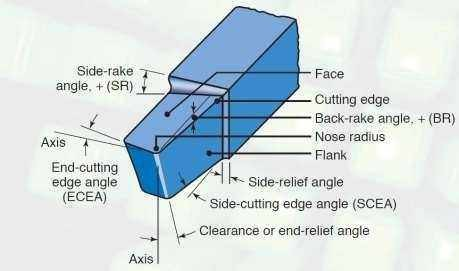 Side-rake
angle, + (SR)
Face
Cutting edge
Back-rake angle, + (BR)
Nose radius
Flank
Axis
End-cutting
edge angle
(ECEA)
Side-relief angle
Side-cutting edge angle (SCEA)
Clearance or end-relief angle
Axis